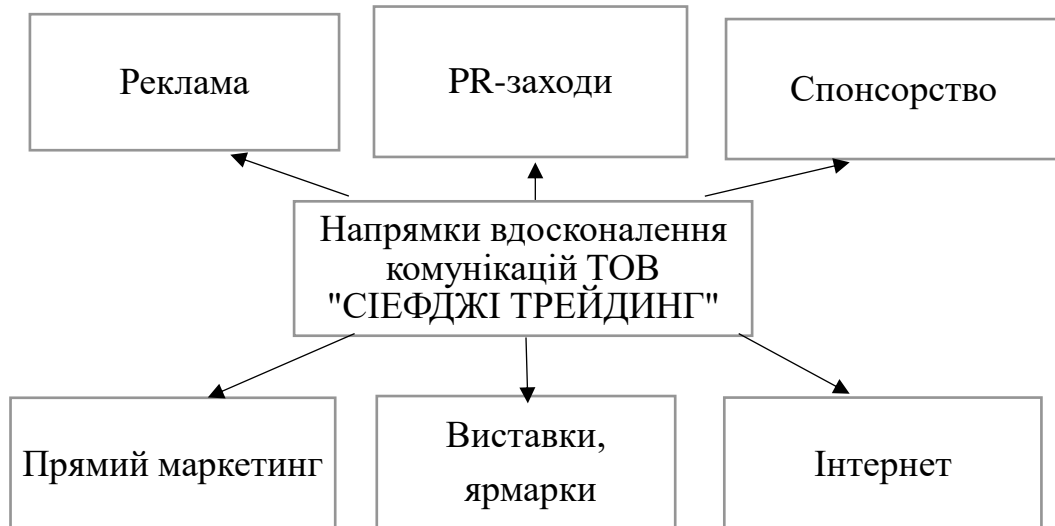 Реклама
PR-заходи
Спонсорство
Напрямки вдосконалення
комунікацій ТОВ
"СІЕФДЖІ ТРЕЙДИНГ"
Прямий маркетинг
Виставки,
ярмарки
Інтернет